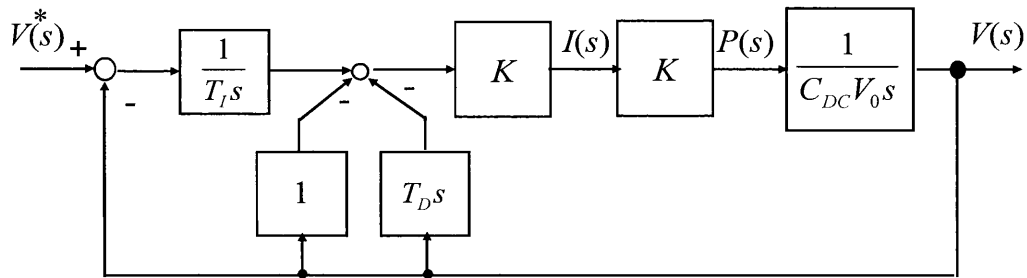 V*(s)
+
-
1
T_I s
-
-
K
I(s)
K
P(s)
1
C_DC V_0 s
V(s)
1
T_D s